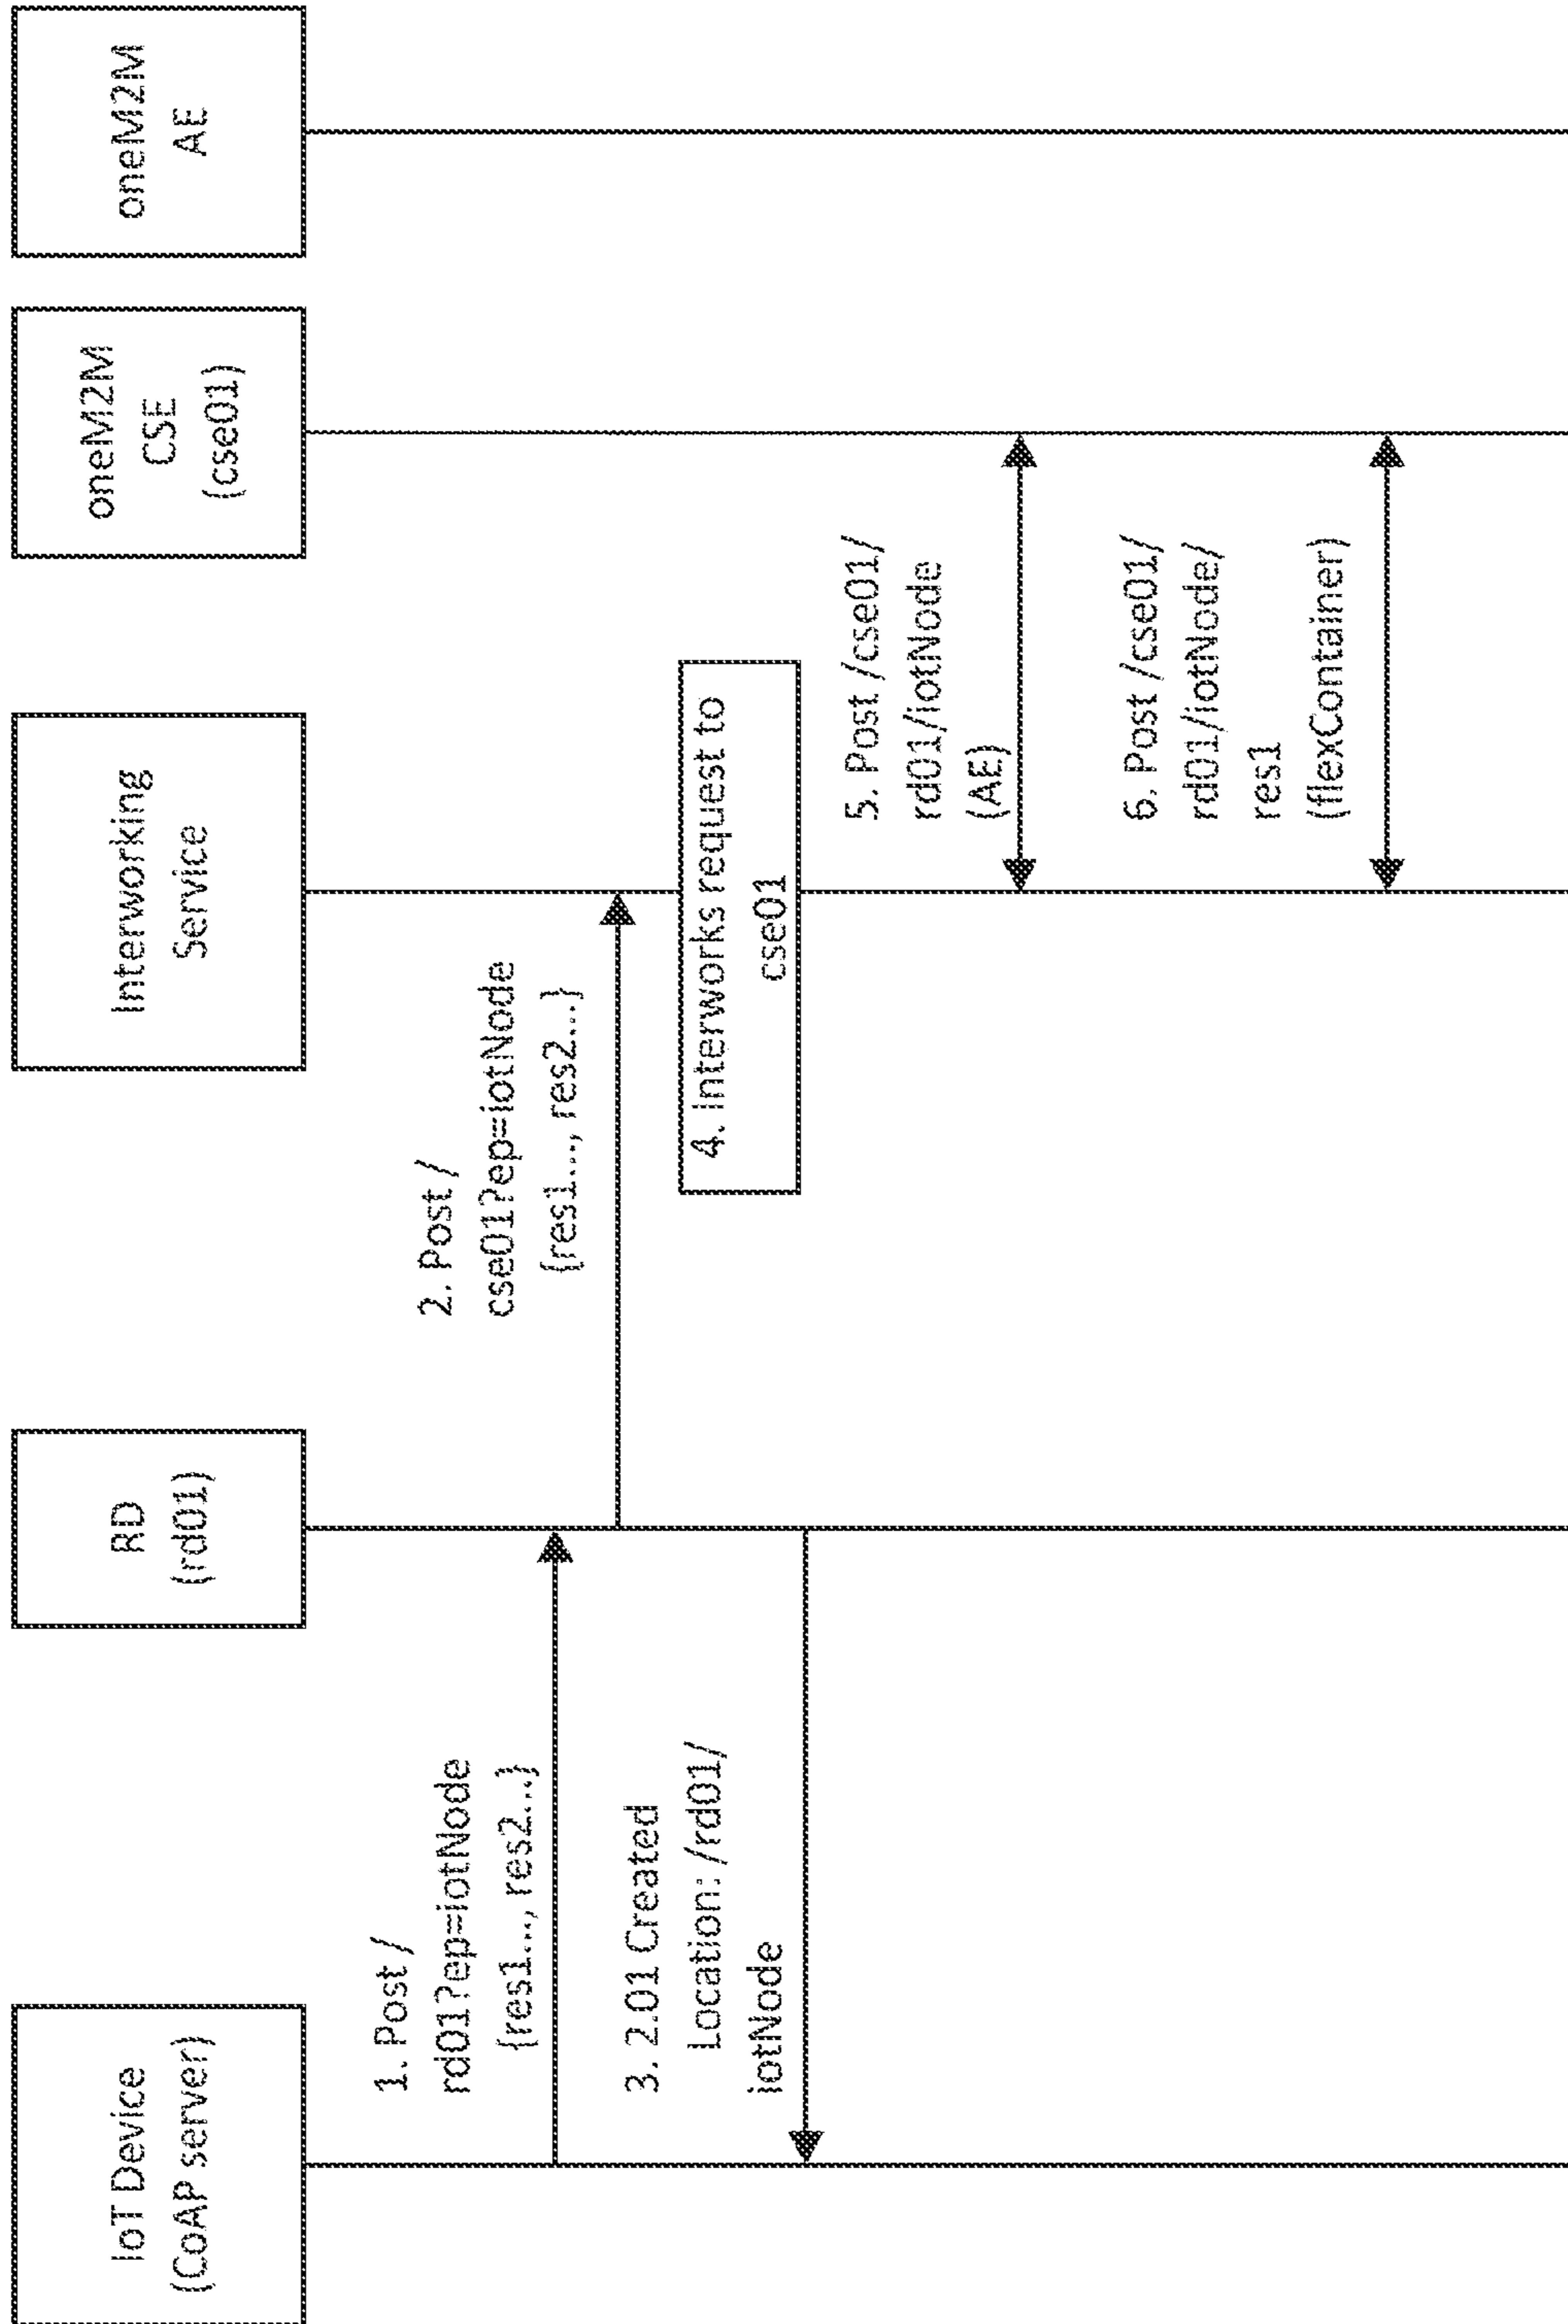 IoT Device
(CoAP server)
RD
(rd01)
Interworking
Service
oneM2M
CSE
(cse01)
oneM2M
AE
1. Post /
rd01?ep=iotNode
{res1..., res2...}
2. Post /
cse01?ep=iotNode
{res1..., res2...}
3. 2.01 Created
Location: /rd01/
iotNode
4. Interworks request to
cse01
5. Post /cse01/
rd01/iotNode
(AE)
6. Post /cse01/
rd01/iotNode/
res1
(flexContainer)